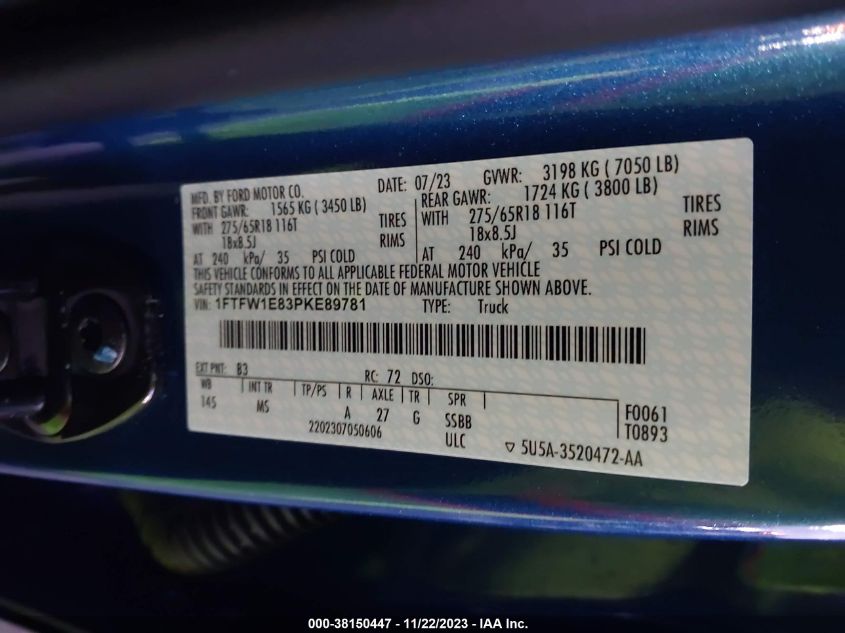 MFD. BY FORD MOTOR CO. DATE: 07/23 GVWR: 3198 KG ( 7050 LB)
FRONT GAWR: 1565 KG ( 3450 LB) REAR GAWR: 1724 KG ( 3800 LB)
WITH 275/65R18 116T TIRES WITH 275/65R18 116T TIRES
18x8.5J RIMS 18x8.5J RIMS
AT 240 kPa/ 35 PSI COLD AT 240 kPa/ 35 PSI COLD
THIS VEHICLE CONFORMS TO ALL APPLICABLE FEDERAL MOTOR VEHICLE
SAFETY STANDARDS IN EFFECT ON THE DATE OF MANUFACTURE SHOWN ABOVE.
VIN: 1FTFW1E83PKE89781 TYPE: Truck
EXT PNT: B3 RC: 72 DSO:
WB INT TR TP/PS R AXLE TR SPR
145 MS A 27 G SSBB F0061
2202307050606 ULC T0893
▽ 5U5A-3520472-AA
000-38150447 - 11/22/2023 - IAA Inc.